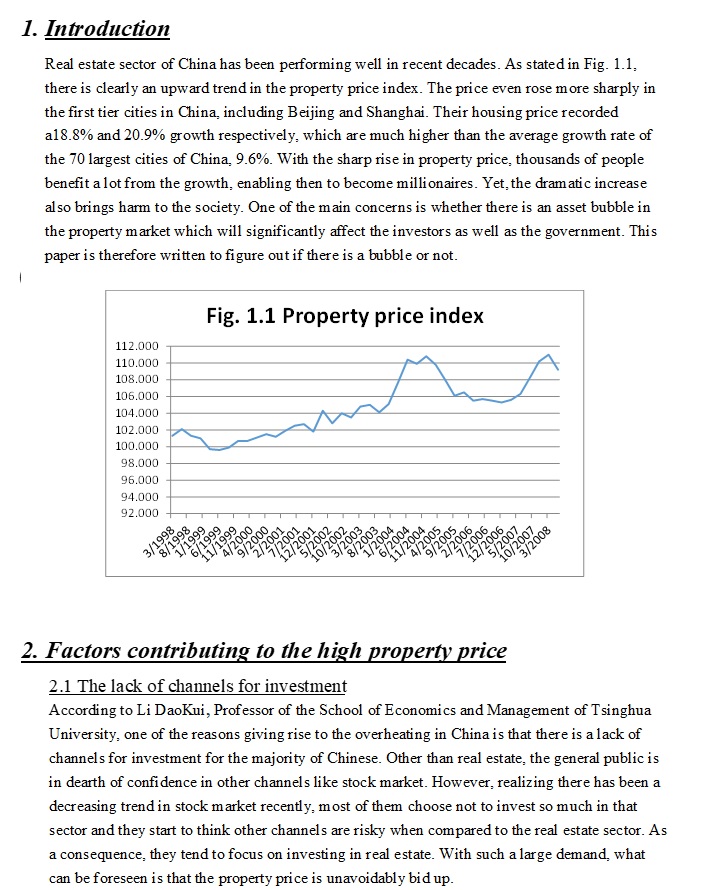 1. Introduction
Real estate sector of China has been performing well in recent decades. As stated in Fig. 1.1,
there is clearly an upward trend in the property price index. The price even rose more sharply in
the first tier cities in China, including Beijing and Shanghai. Their housing price recorded
a18.8% and 20.9% growth respectively, which are much higher than the average growth rate of
the 70 largest cities of China, 9.6%. With the sharp rise in property price, thousands of people
benefit a lot from the growth, enabling then to become millionaires. Yet, the dramatic increase
also brings harm to the society. One of the main concerns is whether there is an asset bubble in
the property market which will significantly affect the investors as well as the government. This
paper is therefore written to figure out if there is a bubble or not.
Fig. 1.1 Property price index
112.000
110.000
108.000
106.000
104.000
102.000
100.000
98.000
96.000
94.000
92.000
3/1998 8/1998 1/1999 6/1999 11/1999 4/2000 9/2000 2/2001 7/2001 12/2001 5/2002 10/2002 3/2003 8/2003 1/2004 6/2004 11/2004 4/2005 9/2005 2/2006 7/2006 12/2006 5/2007 10/2007 3/2008
2. Factors contributing to the high property price
2.1 The lack of channels for investment
According to Li DaoKui, Professor of the School of Economics and Management of Tsinghua
University, one of the reasons giving rise to the overheating in China is that there is a lack of
channels for investment for the majority of Chinese. Other than real estate, the general public is
in dearth of confidence in other channels like stock market. However, realizing there has been a
decreasing trend in stock market recently, most of them choose not to invest so much in that
sector and they start to think other channels are risky when compared to the real estate sector. As
a consequence, they tend to focus on investing in real estate. With such a large demand, what
can be foreseen is that the property price is unavoidably bid up.